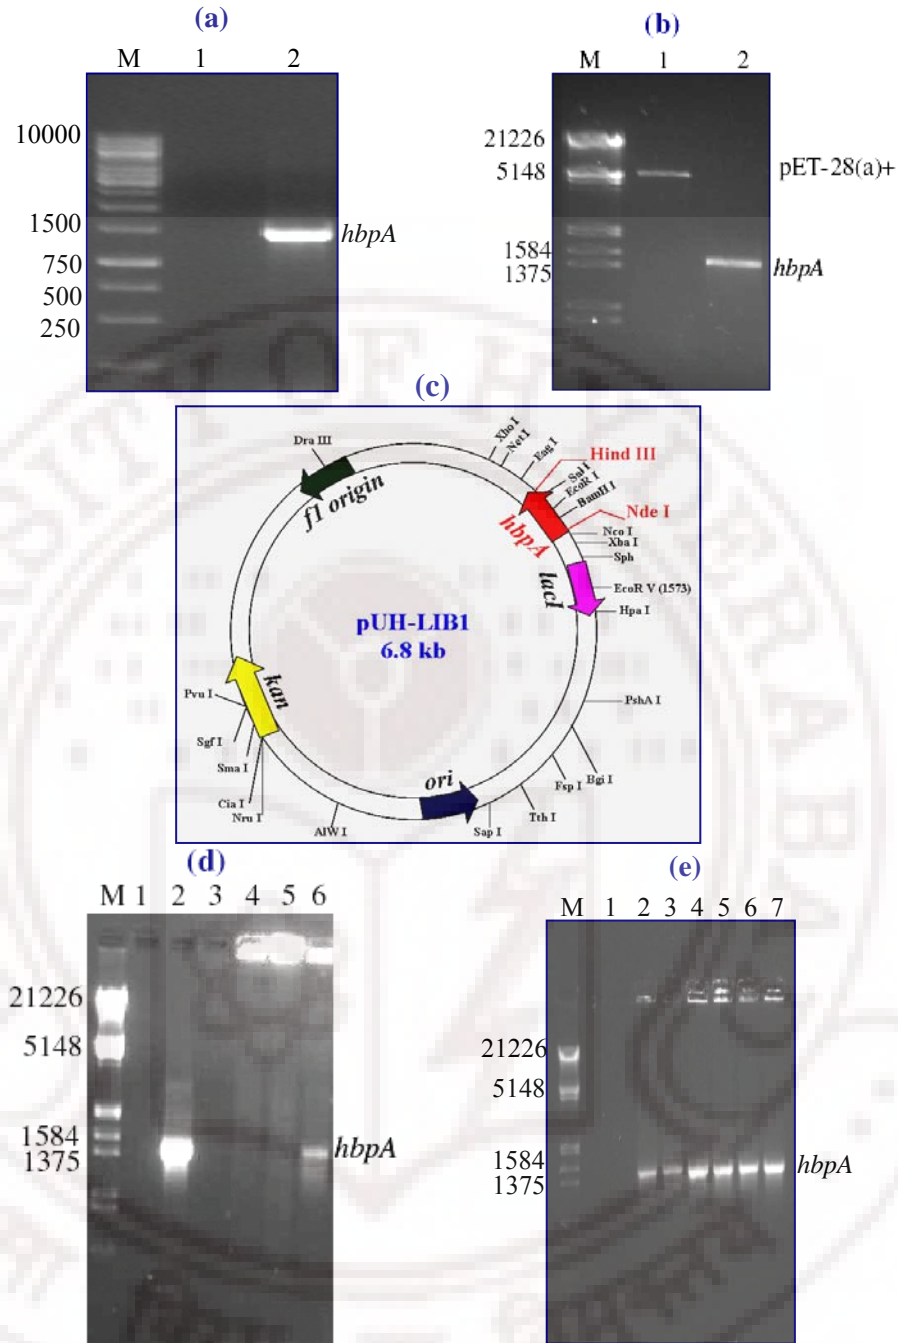 (a)
M 1 2
10000
1500
750
500
250
hbpA
(b)
M 1 2
21226
5148
1584
1375
pET-28(a)+
hbpA
(c)
Dra III
Xho I
Not I
Eag I
Hind III
Sal I
EcoR I
BamH I
Nde I
Nco I
Xba I
Sph
EcoR V (1573)
Hpa I
f1 origin
hbpA
lacI
pUH-LIB1
6.8 kb
kan
ori
Pvu I
Sgf I
Sma I
Cia I
Nru I
AlW I
Sap I
Tth I
Fsp I
Bgi I
PshA I
(d)
M 1 2 3 4 5 6
21226
5148
1584
1375
hbpA
(e)
M 1 2 3 4 5 6 7
21226
5148
1584
1375
hbpA